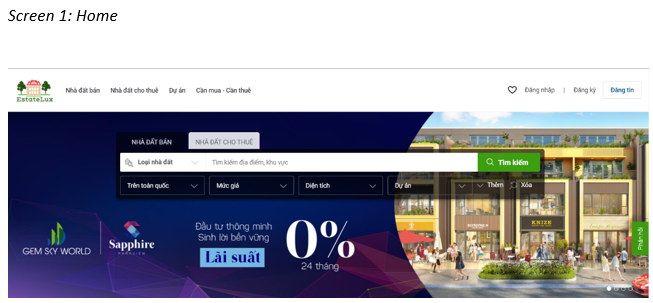 Screen 1: Home
EstateLux
Nhà đất bán Nhà đất cho thuê Dự án Cần mua - Cần thuê
Đăng nhập | Đăng ký Đăng tin
NHÀ ĐẤT BÁN NHÀ ĐẤT CHO THUÊ
Loại nhà đất Tìm kiếm địa điểm, khu vực Tìm kiếm
Trên toàn quốc Mức giá Diện tích Dự án Thêm Xóa
GEM SKY WORLD
Sapphire
PARKVIEW
Đầu tư thông minh
Sinh lời bền vững
Lãi suất
0%
24 tháng
KNIZE
Phản hồi